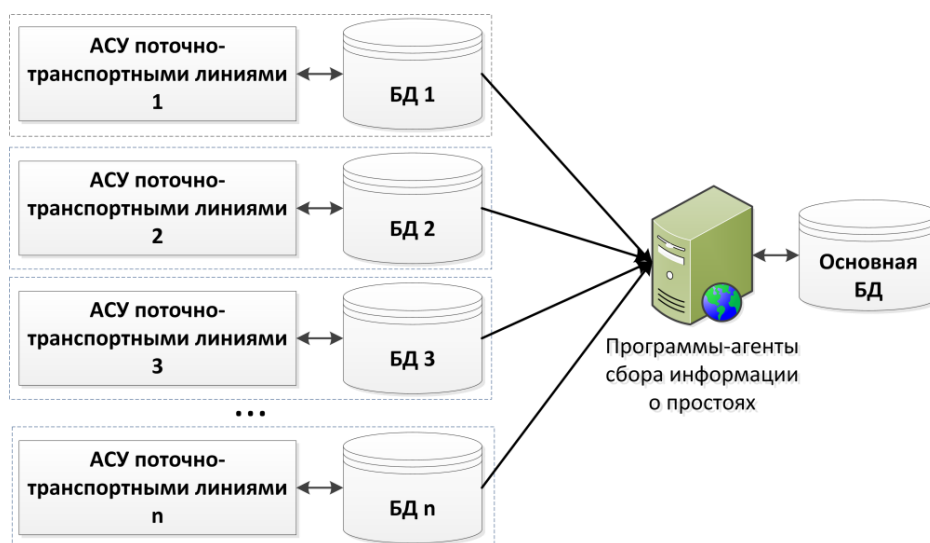 АСУ поточно-
транспортными линиями
1
БД 1
АСУ поточно-
транспортными линиями
2
БД 2
АСУ поточно-
транспортными линиями
3
БД 3
...
АСУ поточно-
транспортными линиями
n
БД n
Программы-агенты
сбора информации
о простоях
Основная
БД